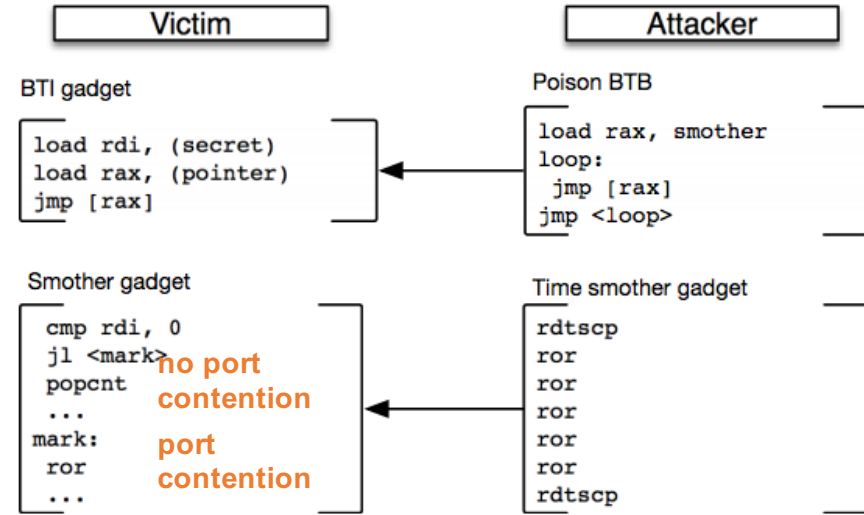 Victim
BTI gadget
load rdi, (secret)
load rax, (pointer)
jmp [rax]
Smother gadget
cmp rdi, 0
jl <mark>
popcnt
...
mark:
ror
...
no port
contention
port
contention
Attacker
Poison BTB
load rax, smother
loop:
jmp [rax]
jmp <loop>
Time smother gadget
rdtscp
ror
ror
ror
ror
ror
rdtscp